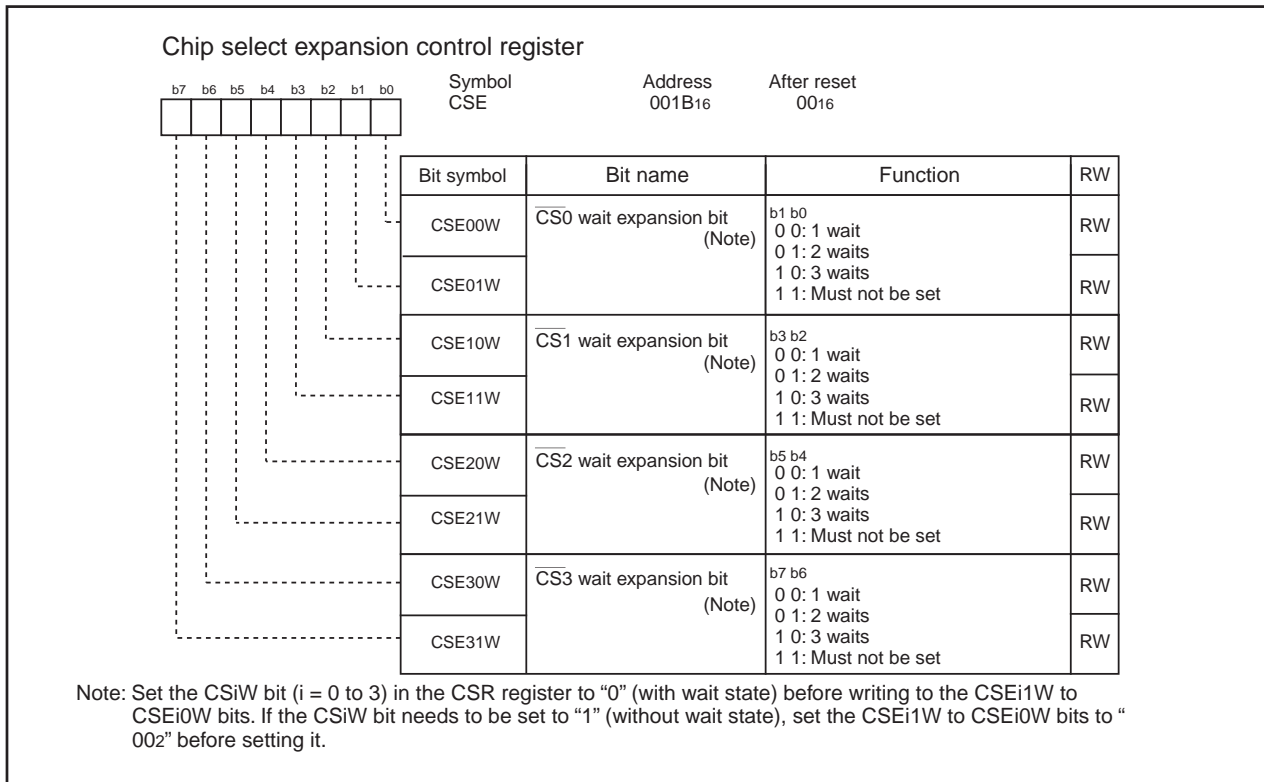 Chip select expansion control register
b7 b6 b5 b4 b3 b2 b1 b0
Symbol Address After reset
CSE 001B16 0016
Bit symbol Bit name Function RW
CSE00W CS0 wait expansion bit (Note) b1 b0 RW
0 0: 1 wait
0 1: 2 waits
1 0: 3 waits
1 1: Must not be set
CSE01W RW
CSE10W CS1 wait expansion bit (Note) b3 b2 RW
0 0: 1 wait
0 1: 2 waits
1 0: 3 waits
1 1: Must not be set
CSE11W RW
CSE20W CS2 wait expansion bit (Note) b5 b4 RW
0 0: 1 wait
0 1: 2 waits
1 0: 3 waits
1 1: Must not be set
CSE21W RW
CSE30W CS3 wait expansion bit (Note) b7 b6 RW
0 0: 1 wait
0 1: 2 waits
1 0: 3 waits
1 1: Must not be set
CSE31W RW
Note: Set the CSiW bit (i = 0 to 3) in the CSR register to “0” (with wait state) before writing to the CSEi1W to
CSEi0W bits. If the CSiW bit needs to be set to “1” (without wait state), set the CSEi1W to CSEi0W bits to “
002” before setting it.